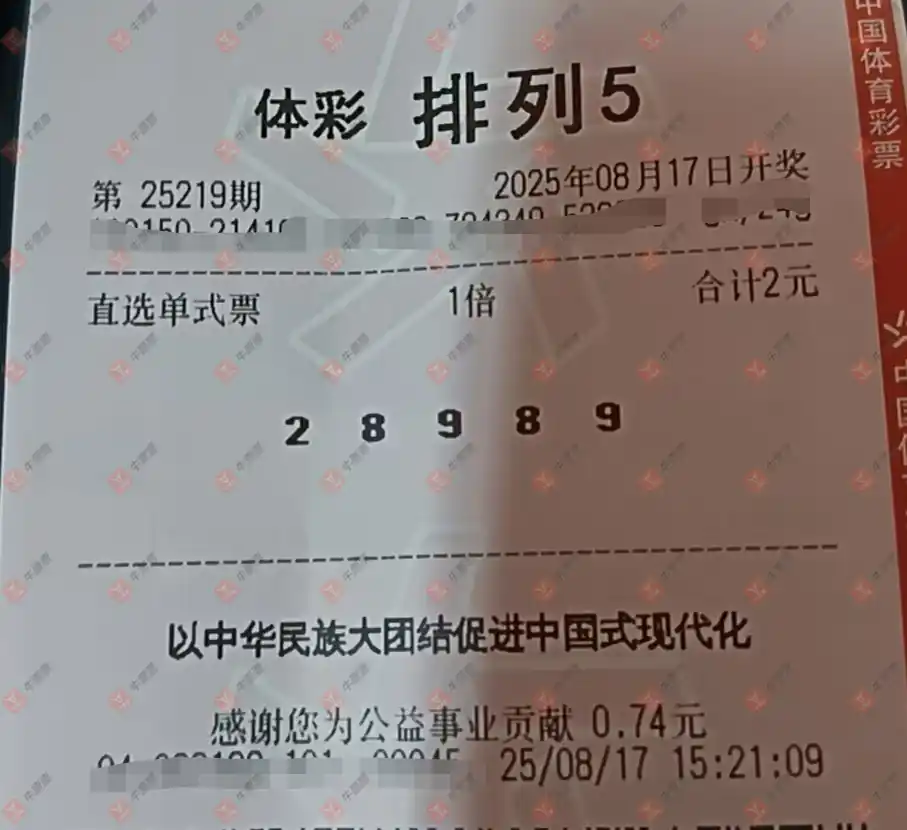 体彩 排列5
第 25219期 2025年08月17日开奖
直选单式票 1倍 合计2元
2 8 9 8 9
以中华民族大团结促进中国式现代化
感谢您为公益事业贡献 0.74元
25/08/17 15:21:09
中国体育彩票